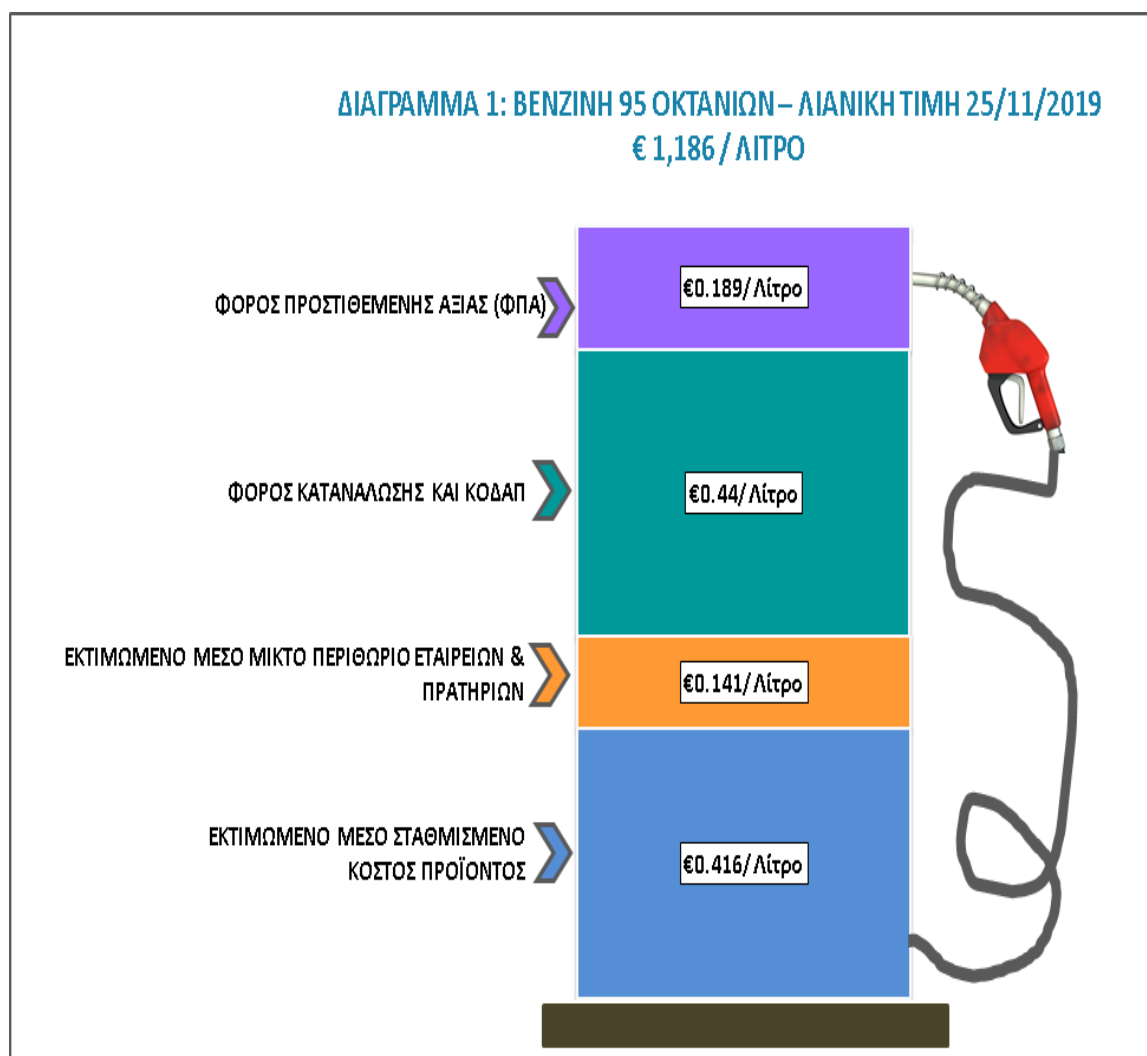 ΔΙΑΓΡΑΜΜΑ 1: ΒΕΝΖΙΝΗ 95 ΟΚΤΑΝΙΩΝ – ΛΙΑΝΙΚΗ ΤΙΜΗ 25/11/2019
€ 1,186 / ΛΙΤΡΟ
ΦΟΡΟΣ ΠΡΟΣΤΙΘΕΜΕΝΗΣ ΑΞΙΑΣ (ΦΠΑ)
€0.189/ Λίτρο
ΦΟΡΟΣ ΚΑΤΑΝΑΛΩΣΗΣ ΚΑΙ ΚΟΔΑΠ
€0.44/ Λίτρο
ΕΚΤΙΜΩΜΕΝΟ ΜΕΣΟ ΜΙΚΤΟ ΠΕΡΙΘΩΡΙΟ ΕΤΑΙΡΕΙΩΝ &
ΠΡΑΤΗΡΙΩΝ
€0.141/ Λίτρο
ΕΚΤΙΜΩΜΕΝΟ ΜΕΣΟ ΣΤΑΘΜΙΣΜΕΝΟ
ΚΟΣΤΟΣ ΠΡΟΪΟΝΤΟΣ
€0.416/ Λίτρο